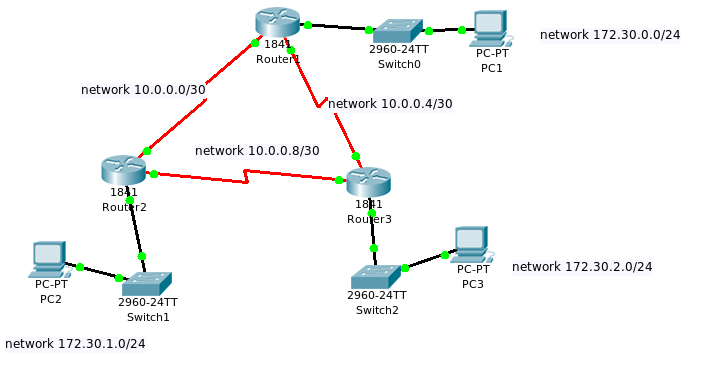 1841
Router1
2960-24TT
Switch0
PC-PT
PC1
network 172.30.0.0/24
network 10.0.0.0/30
network 10.0.0.4/30
network 10.0.0.8/30
1841
Router2
1841
Router3
PC-PT
PC2
2960-24TT
Switch1
2960-24TT
Switch2
PC-PT
PC3
network 172.30.2.0/24
network 172.30.1.0/24